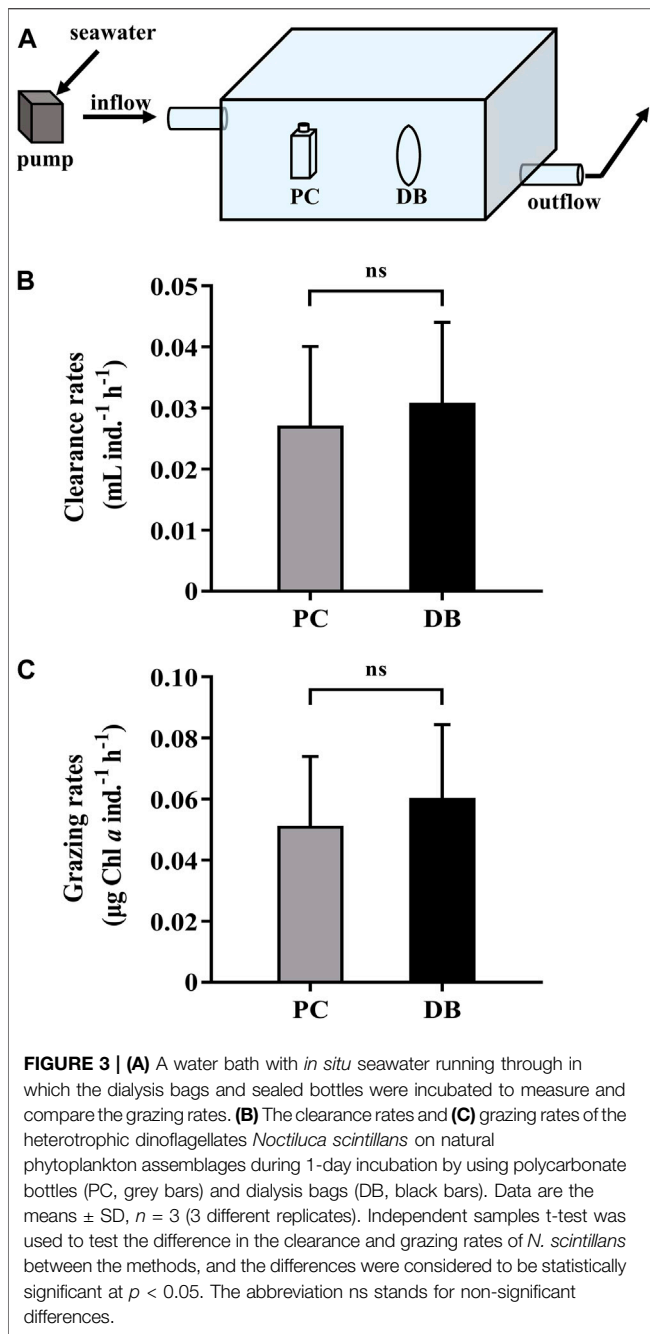 A
seawater
inflow
pump
PC
DB
outflow
B
ns
0.05
0.04
0.03
0.02
0.01
0
Clearance rates
(mL ind.⁻¹ h⁻¹)
PC
DB
C
ns
0.10
0.08
0.06
0.04
0.02
0
Grazing rates
(µg Chl a ind.⁻¹ h⁻¹)
PC
DB
FIGURE 3 | (A) A water bath with in situ seawater running through in
which the dialysis bags and sealed bottles were incubated to measure and
compare the grazing rates. (B) The clearance rates and (C) grazing rates of the
heterotrophic dinoflagellates Noctiluca scintillans on natural
phytoplankton assemblages during 1-day incubation by using polycarbonate
bottles (PC, grey bars) and dialysis bags (DB, black bars). Data are the
means ± SD, n = 3 (3 different replicates). Independent samples t-test was
used to test the difference in the clearance and grazing rates of N. scintillans
between the methods, and the differences were considered to be statistically
significant at p < 0.05. The abbreviation ns stands for non-significant
differences.